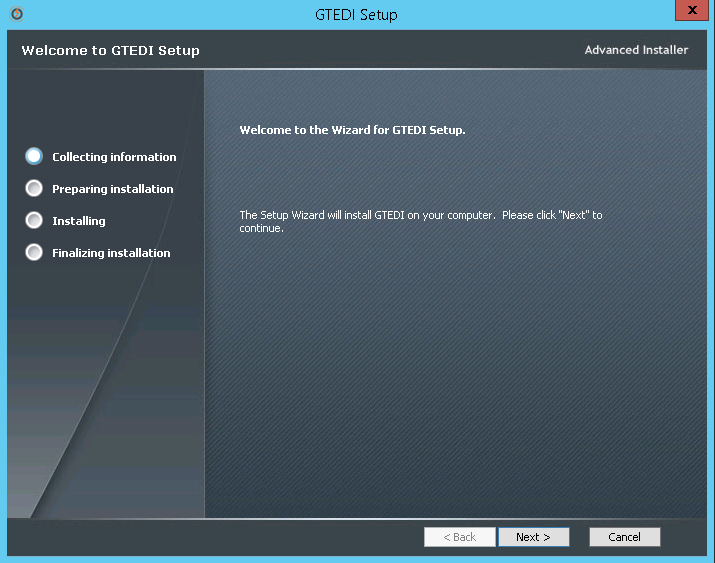 GTEDI Setup
x
Welcome to GTEDI Setup
Advanced Installer
Welcome to the Wizard for GTEDI Setup.
Collecting information
Preparing installation
The Setup Wizard will install GTEDI on your computer.  Please click "Next" to
continue.
Installing
Finalizing installation
< Back
Next >
Cancel